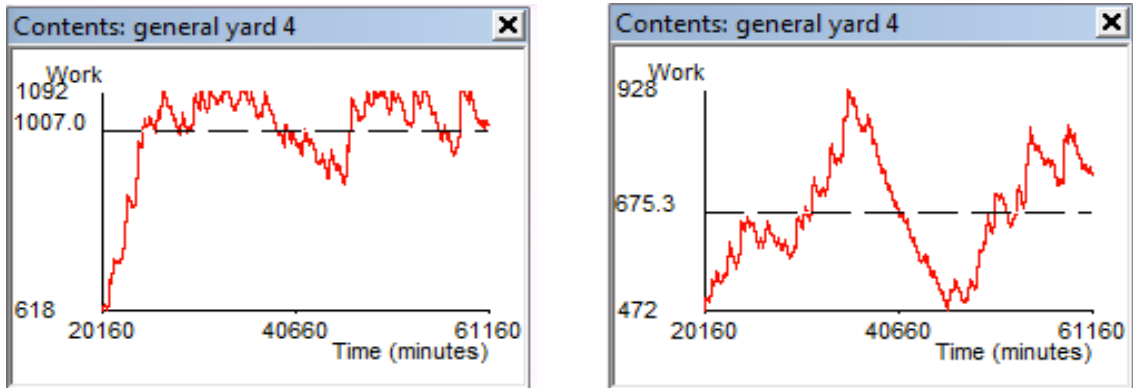 Contents: general yard 4
Work
1092
1007.0
618
20160 40660 61160
Time (minutes)
Contents: general yard 4
Work
928
675.3
472
20160 40660 61160
Time (minutes)